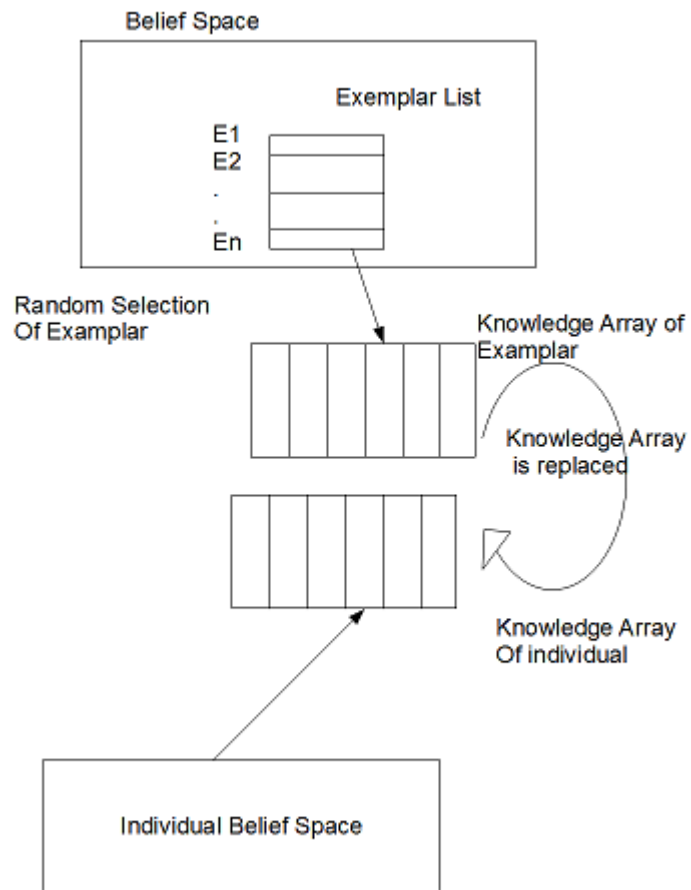 Belief Space
Exemplar List
E1
E2
.
.
En
Random Selection
Of Examplar
Knowledge Array of
Examplar
Knowledge Array
is replaced
Knowledge Array
Of individual
Individual Belief Space